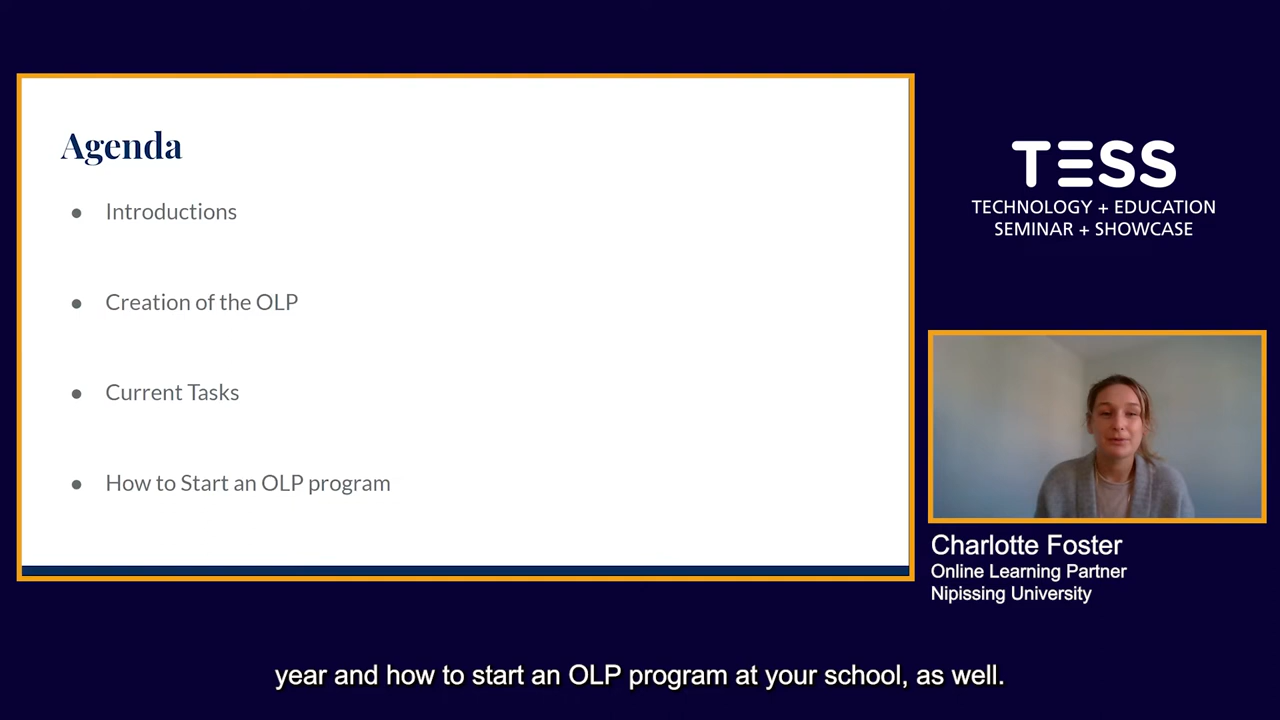 Agenda
● Introductions
● Creation of the OLP
● Current Tasks
● How to Start an OLP program
TESS
TECHNOLOGY + EDUCATION
SEMINAR + SHOWCASE
Charlotte Foster
Online Learning Partner
Nipissing University
year and how to start an OLP program at your school, as well.